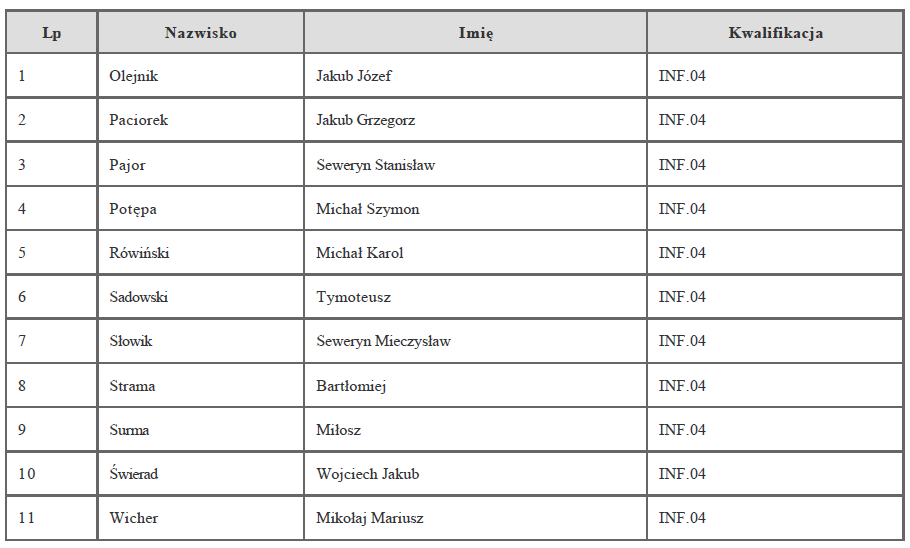 Lp Nazwisko Imię Kwalifikacja
1 Olejnik Jakub Józef INF.04
2 Paciorek Jakub Grzegorz INF.04
3 Pajor Seweryn Stanisław INF.04
4 Potępa Michał Szymon INF.04
5 Rówiński Michał Karol INF.04
6 Sadowski Tymoteusz INF.04
7 Słowik Seweryn Mieczysław INF.04
8 Strama Bartłomiej INF.04
9 Surma Miłosz INF.04
10 Świerad Wojciech Jakub INF.04
11 Wicher Mikołaj Mariusz INF.04